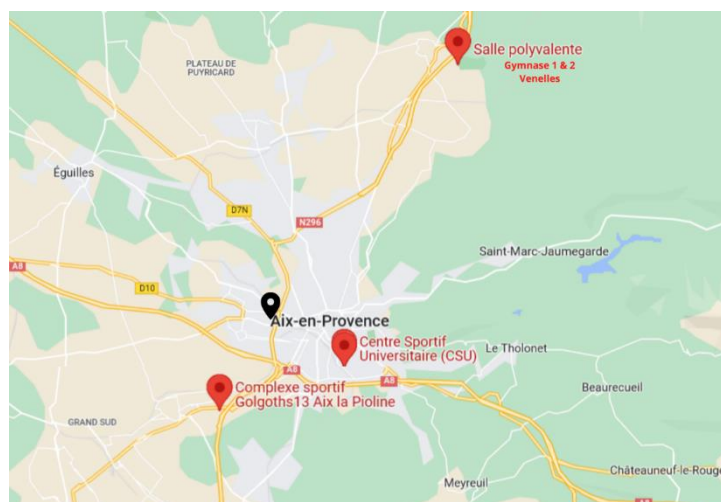 Salle polyvalente
Gymnase 1 & 2
Venelles
PLATEAU DE
PUYRICARD
Éguilles
D7N
N296
Saint-Marc-Jaumegarde
A8
D10
Aix-en-Provence
Centre Sportif
Universitaire (CSU)
Le Tholonet
A8
A8
Complexe sportif
Golgoths13 Aix la Pioline
Beaurecueil
GRAND SUD
Châteauneuf-le-Rouge
Meyreuil
A8